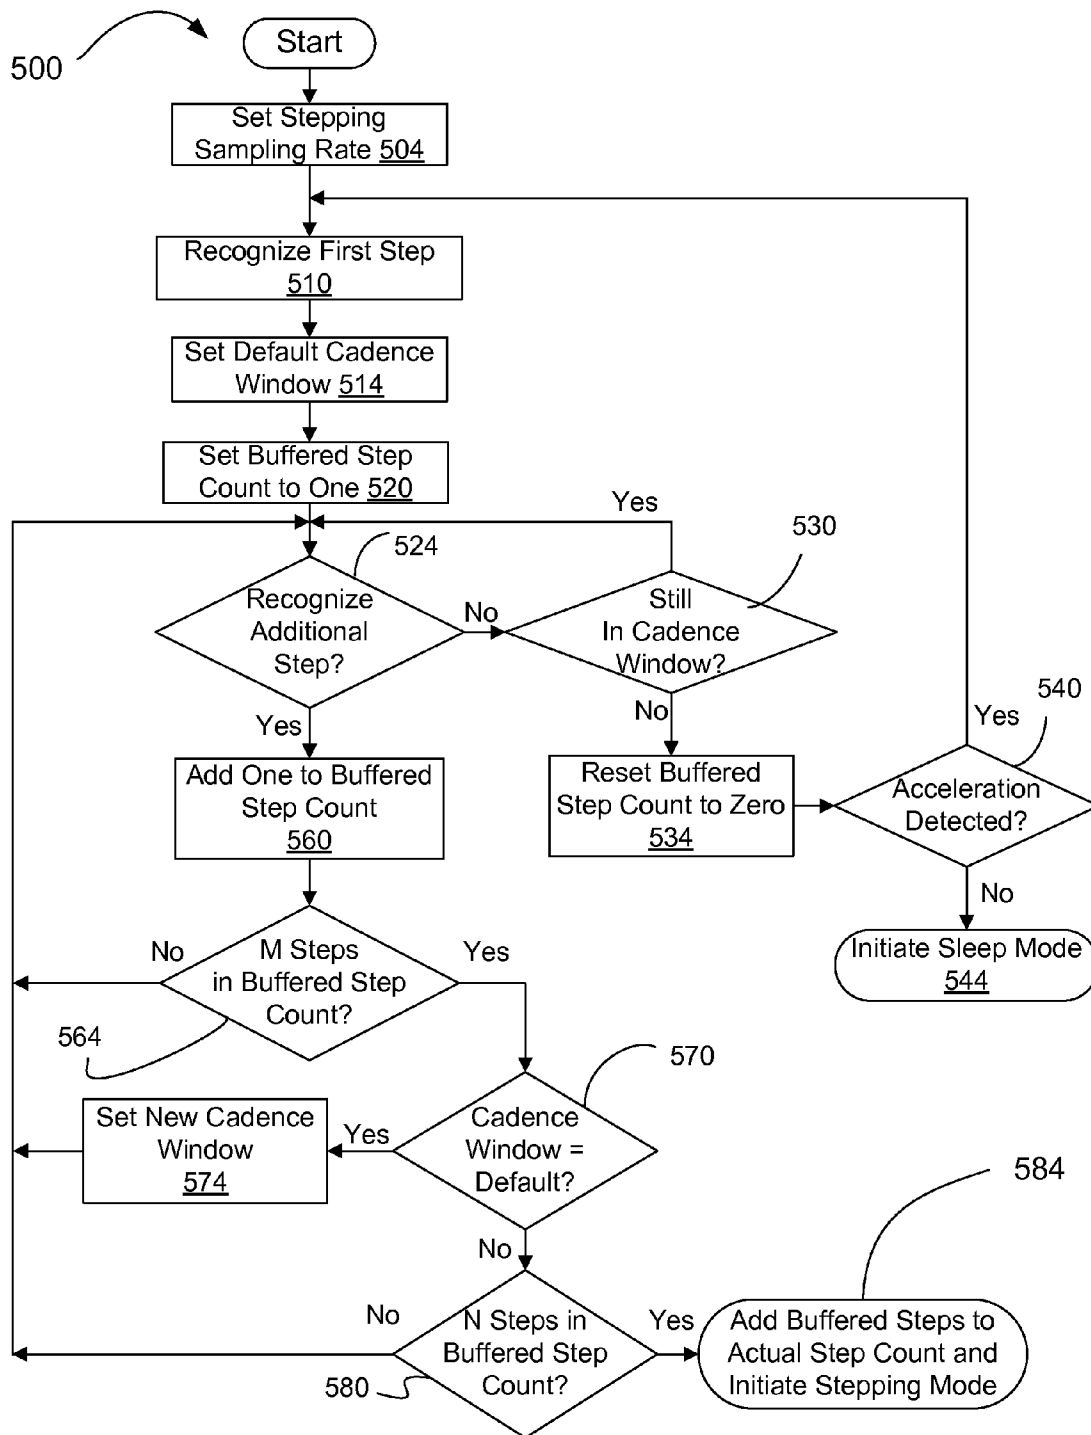 Start
500
Set Stepping
Sampling Rate 504
Recognize First Step
510
Set Default Cadence
Window 514
Set Buffered Step
Count to One 520
Yes
530
524
Recognize
Additional
Step?
No
Still
In Cadence
Window?
540
Yes
No
Yes
Add One to Buffered
Step Count
560
Reset Buffered
Step Count to Zero
534
Acceleration
Detected?
No
Initiate Sleep Mode
544
No
M Steps
in Buffered Step
Count?
Yes
564
570
Set New Cadence
Window
574
Yes
Cadence
Window =
Default?
584
No
No
N Steps in
Buffered Step
Count?
Yes
580
Add Buffered Steps to
Actual Step Count and
Initiate Stepping Mode